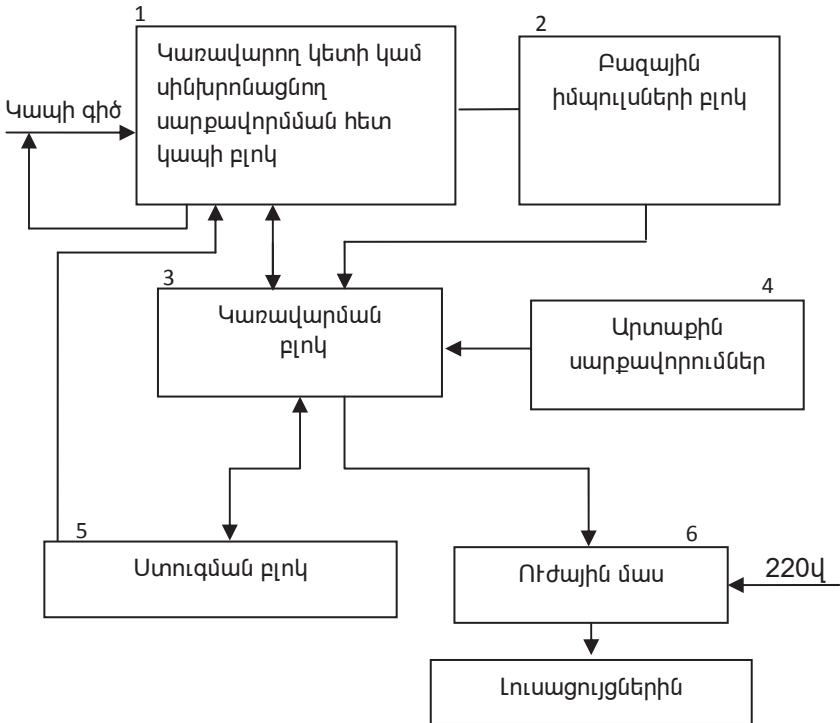 1
Կառավարող կետի կամ
սինխրոնացնող
սարքավորմման հետ
կապի բլոկ
2
Բազային
իմպուլսների բլոկ
Կապի գիծ
3
Կառավարման
բլոկ
4
Արտաքին
սարքավորումներ
5
Ստուգման բլոկ
6
Ուժային մաս
220վ
Լուսացույցներին